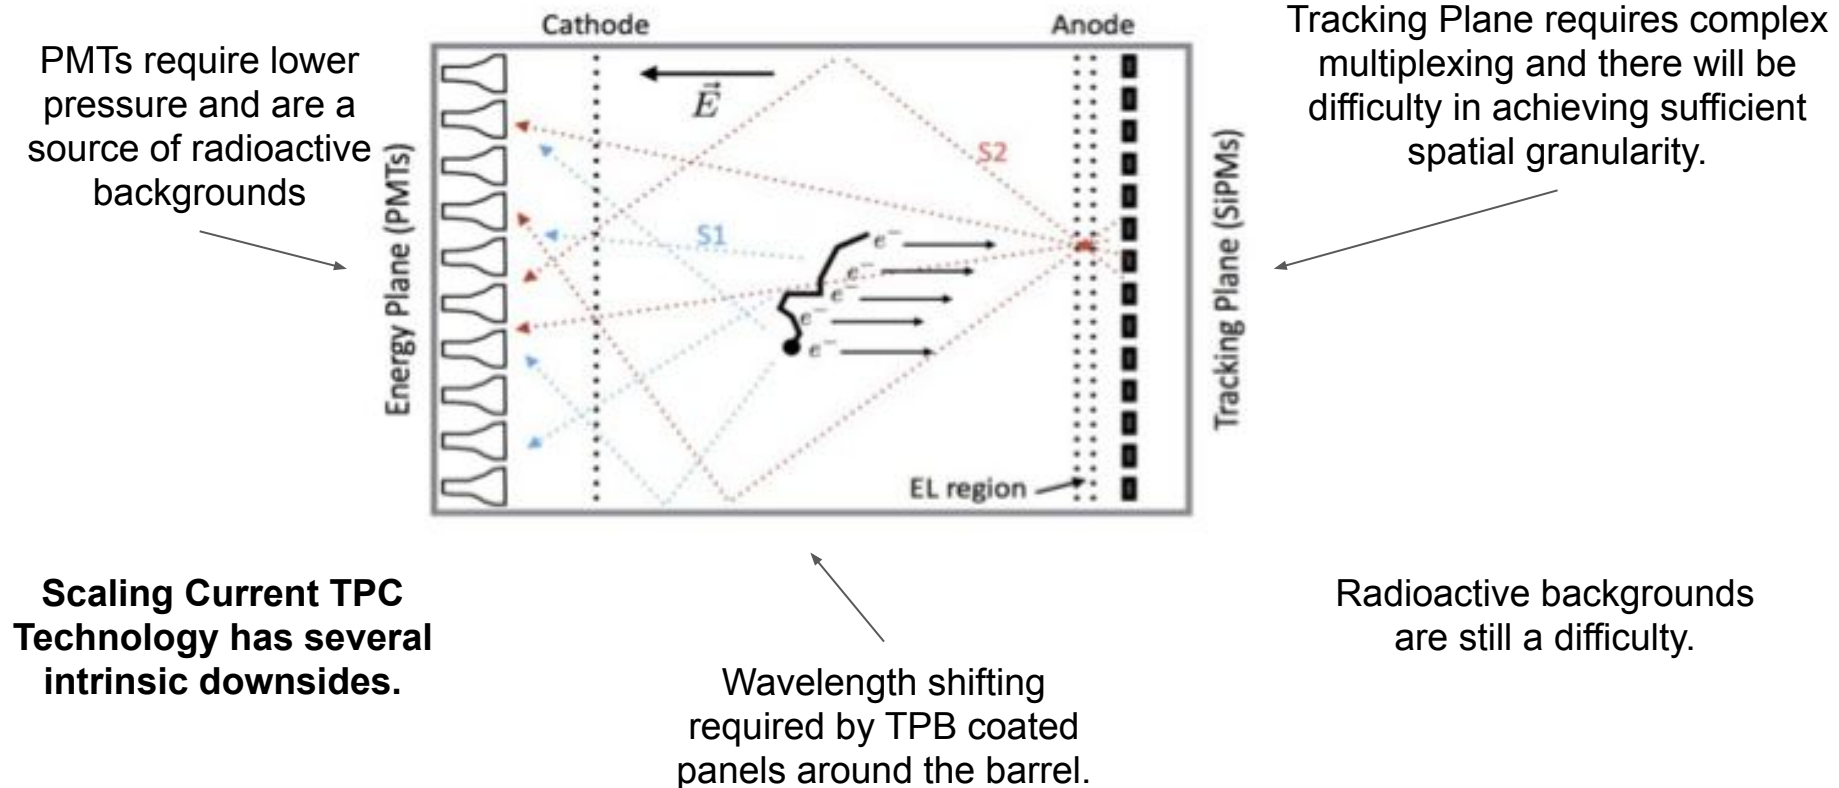 PMTs require lower
pressure and are a
source of radioactive
backgrounds
Cathode
Anode
Tracking Plane requires complex
multiplexing and there will be
difficulty in achieving sufficient
spatial granularity.
Energy Plane (PMTs)
E
S1
S2
e-
e-
e-
e-
e-
EL region
Tracking Plane (SiPMs)
Scaling Current TPC
Technology has several
intrinsic downsides.
Wavelength shifting
required by TPB coated
panels around the barrel.
Radioactive backgrounds
are still a difficulty.